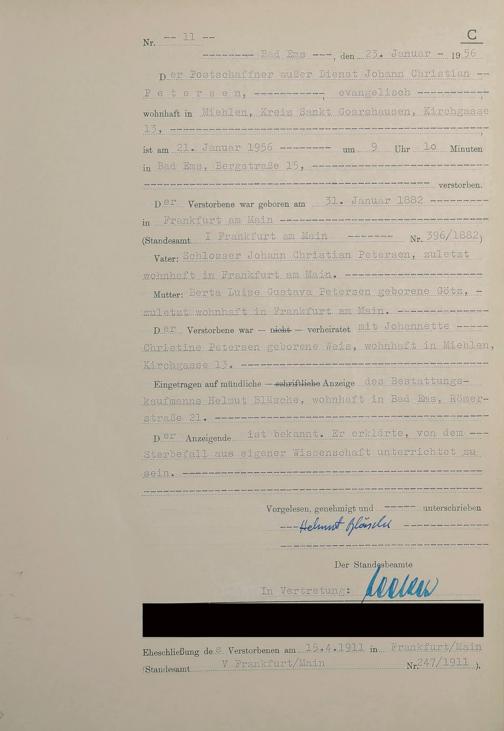 Nr. -- 11 --
C
-------- Bad Ems ---, den 23. Januar - 1956
Der Postschaffner außer Dienst Johann Christian --
Petersen, ----------, evangelisch ----------,
wohnhaft in Miehlen, Kreis Sankt Goarshausen, Kirchgasse
13, ----------
ist am 21. Januar 1956 -------- um 9 Uhr 10 Minuten
in Bad Ems, Bergstraße 15, ----------
---------- verstorben.
Der Verstorbene war geboren am 31. Januar 1882 --------
in Frankfurt am Main ----------
(Standesamt I Frankfurt am Main ------- Nr. 396/1882)
Vater: Schlosser Johann Christian Petersen, zuletzt
wohnhaft in Frankfurt am Main. ----------
Mutter: Berta Luise Gustava Petersen geborene Götz, -
zuletzt wohnhaft in Frankfurt am Main. ----------
Der Verstorbene war — nicht — verheiratet mit Johannette -----
Christine Petersen geborene Weis, wohnhaft in Miehlen,
Kirchgasse 13. ----------
Eingetragen auf mündliche — schriftliche Anzeige des Bestattungs-
kaufmanns Helmut Bläsche, wohnhaft in Bad Ems, Römer-
straße 21. ----------
Der Anzeigende ist bekannt. Er erklärte, von dem ---
Sterbefall aus eigener Wissenschaft unterrichtet zu
sein. ----------
Vorgelesen, genehmigt und ----- unterschrieben
--- Helmut Bläsche ----------
Der Standesbeamte
In Vertretung:
Eheschließung des Verstorbenen am 15.4.1911 in Frankfurt/Main
(Standesamt V Frankfurt/Main Nr. 247/1911 ).